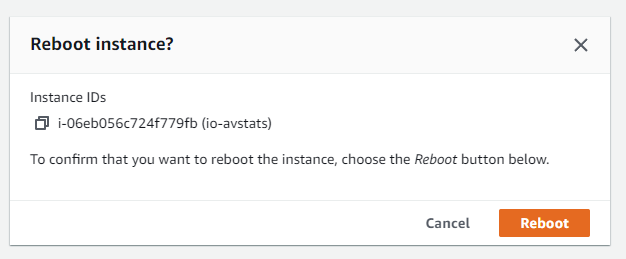 Reboot instance?
Instance IDs
i-06eb056c724f779fb (io-avstats)
To confirm that you want to reboot the instance, choose the Reboot button below.
Cancel Reboot